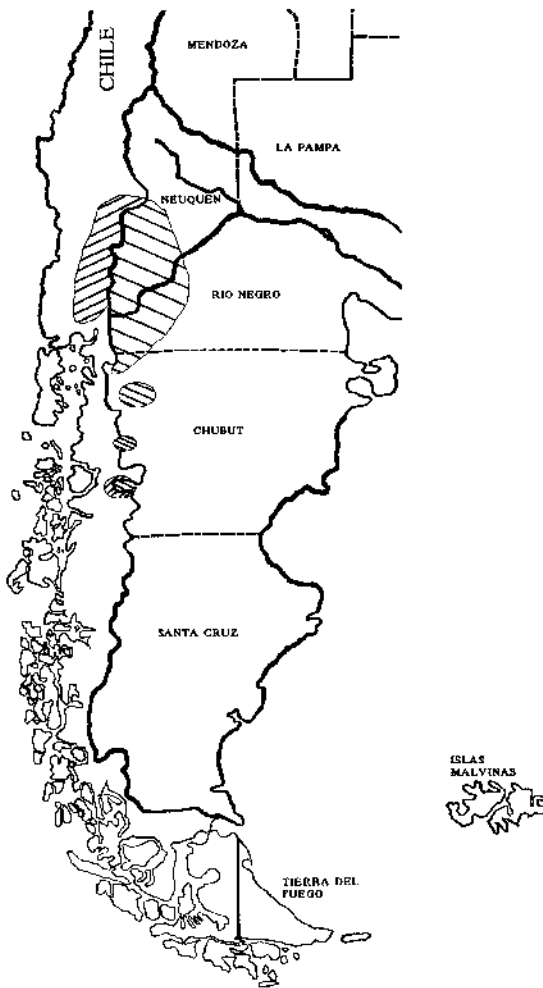 CHILE
MENDOZA
LA PAMPA
NEUQUEN
RIO NEGRO
CHUBUT
SANTA CRUZ
ISLAS
MALVINAS
TIERRA DEL
FUEGO